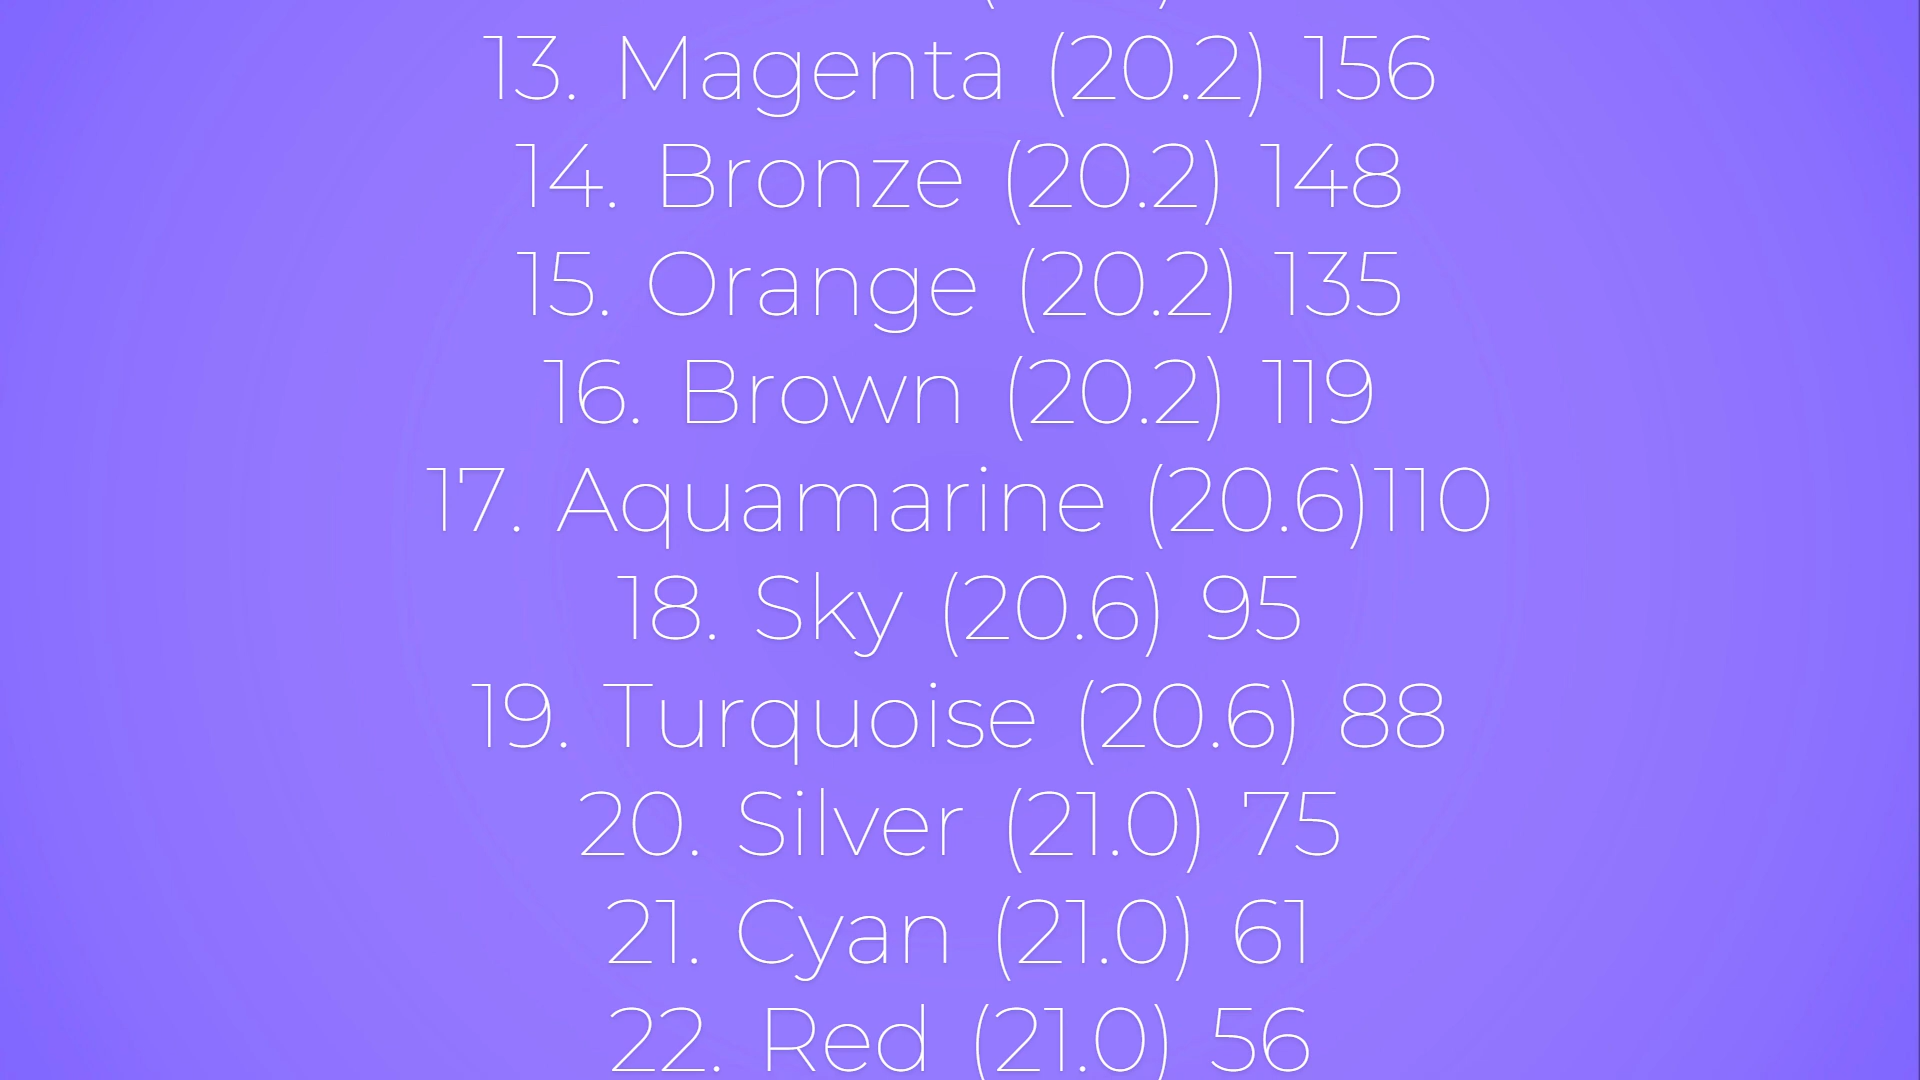 13. Magenta (20.2) 156
14. Bronze (20.2) 148
15. Orange (20.2) 135
16. Brown (20.2) 119
17. Aquamarine (20.6)110
18. Sky (20.6) 95
19. Turquoise (20.6) 88
20. Silver (21.0) 75
21. Cyan (21.0) 61
22. Red (21.0) 56